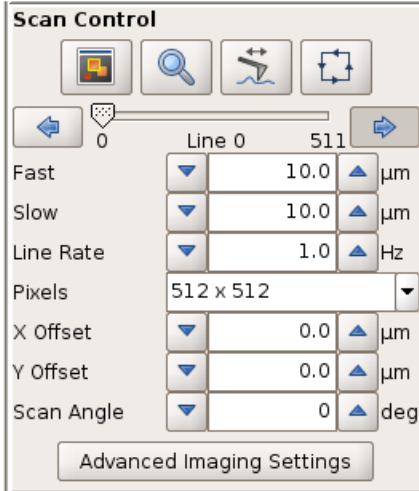 Scan Control
0 Line 0 511
Fast 10.0 µm
Slow 10.0 µm
Line Rate 1.0 Hz
Pixels 512 x 512
X Offset 0.0 µm
Y Offset 0.0 µm
Scan Angle 0 deg
Advanced Imaging Settings